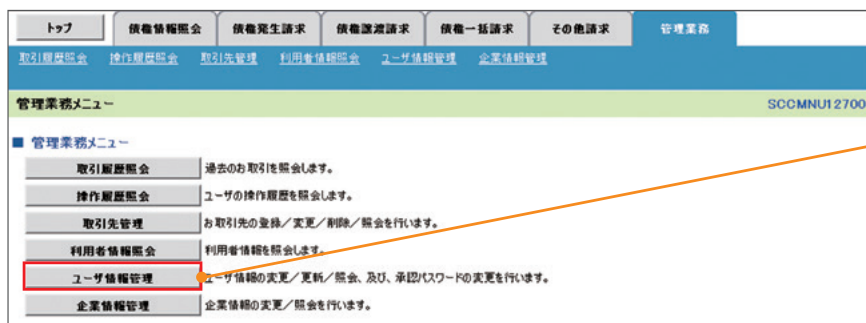 トップ 債権情報照会 債権発生請求 債権譲渡請求 債権一括請求 その他請求 管理業務
取引履歴照会 操作履歴照会 取引先管理 利用者情報照会 ユーザ情報管理 企業情報管理
管理業務メニュー SCCMNU12700
■ 管理業務メニュー
取引履歴照会 過去のお取引を照会します。
操作履歴照会 ユーザの操作履歴を照会します。
取引先管理 お取引先の登録／変更／削除／照会を行います。
利用者情報照会 利用者情報を照会します。
ユーザ情報管理 ユーザ情報の変更／更新／照会、及び、承認パスワードの変更を行います。
企業情報管理 企業情報の変更／照会を行います。